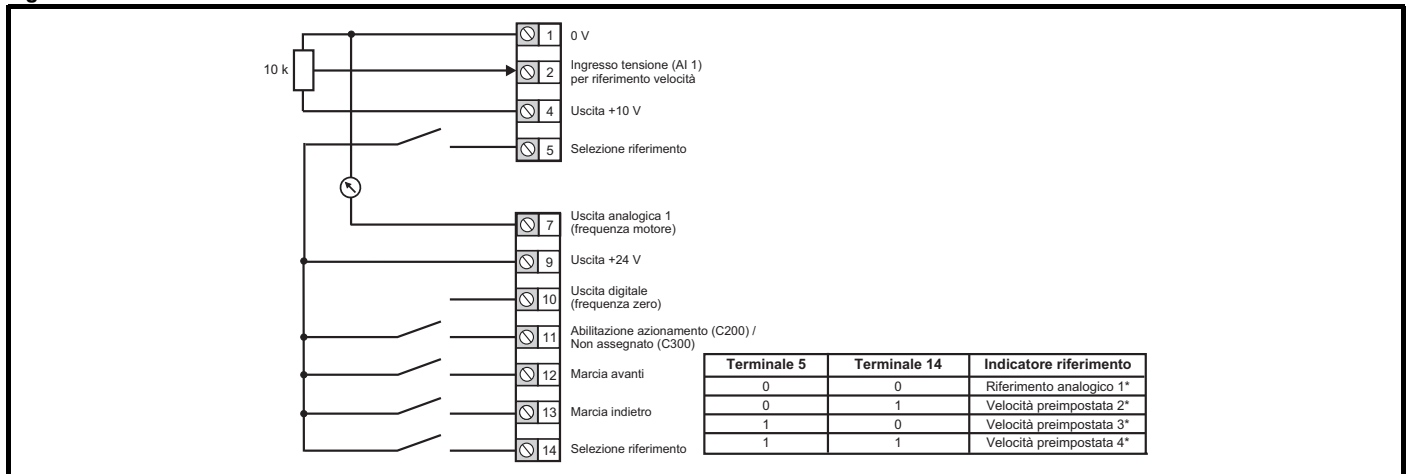 10 k
1 0 V
2 Ingresso tensione (AI 1)
per riferimento velocità
4 Uscita +10 V
5 Selezione riferimento
7 Uscita analogica 1
(frequenza motore)
9 Uscita +24 V
10 Uscita digitale
(frequenza zero)
11 Abilitazione azionamento (C200) /
Non assegnato (C300)
12 Marcia avanti
13 Marcia indietro
14 Selezione riferimento
Terminale 5 Terminale 14 Indicatore riferimento
0 0 Riferimento analogico 1*
0 1 Velocità preimpostata 2*
1 0 Velocità preimpostata 3*
1 1 Velocità preimpostata 4*